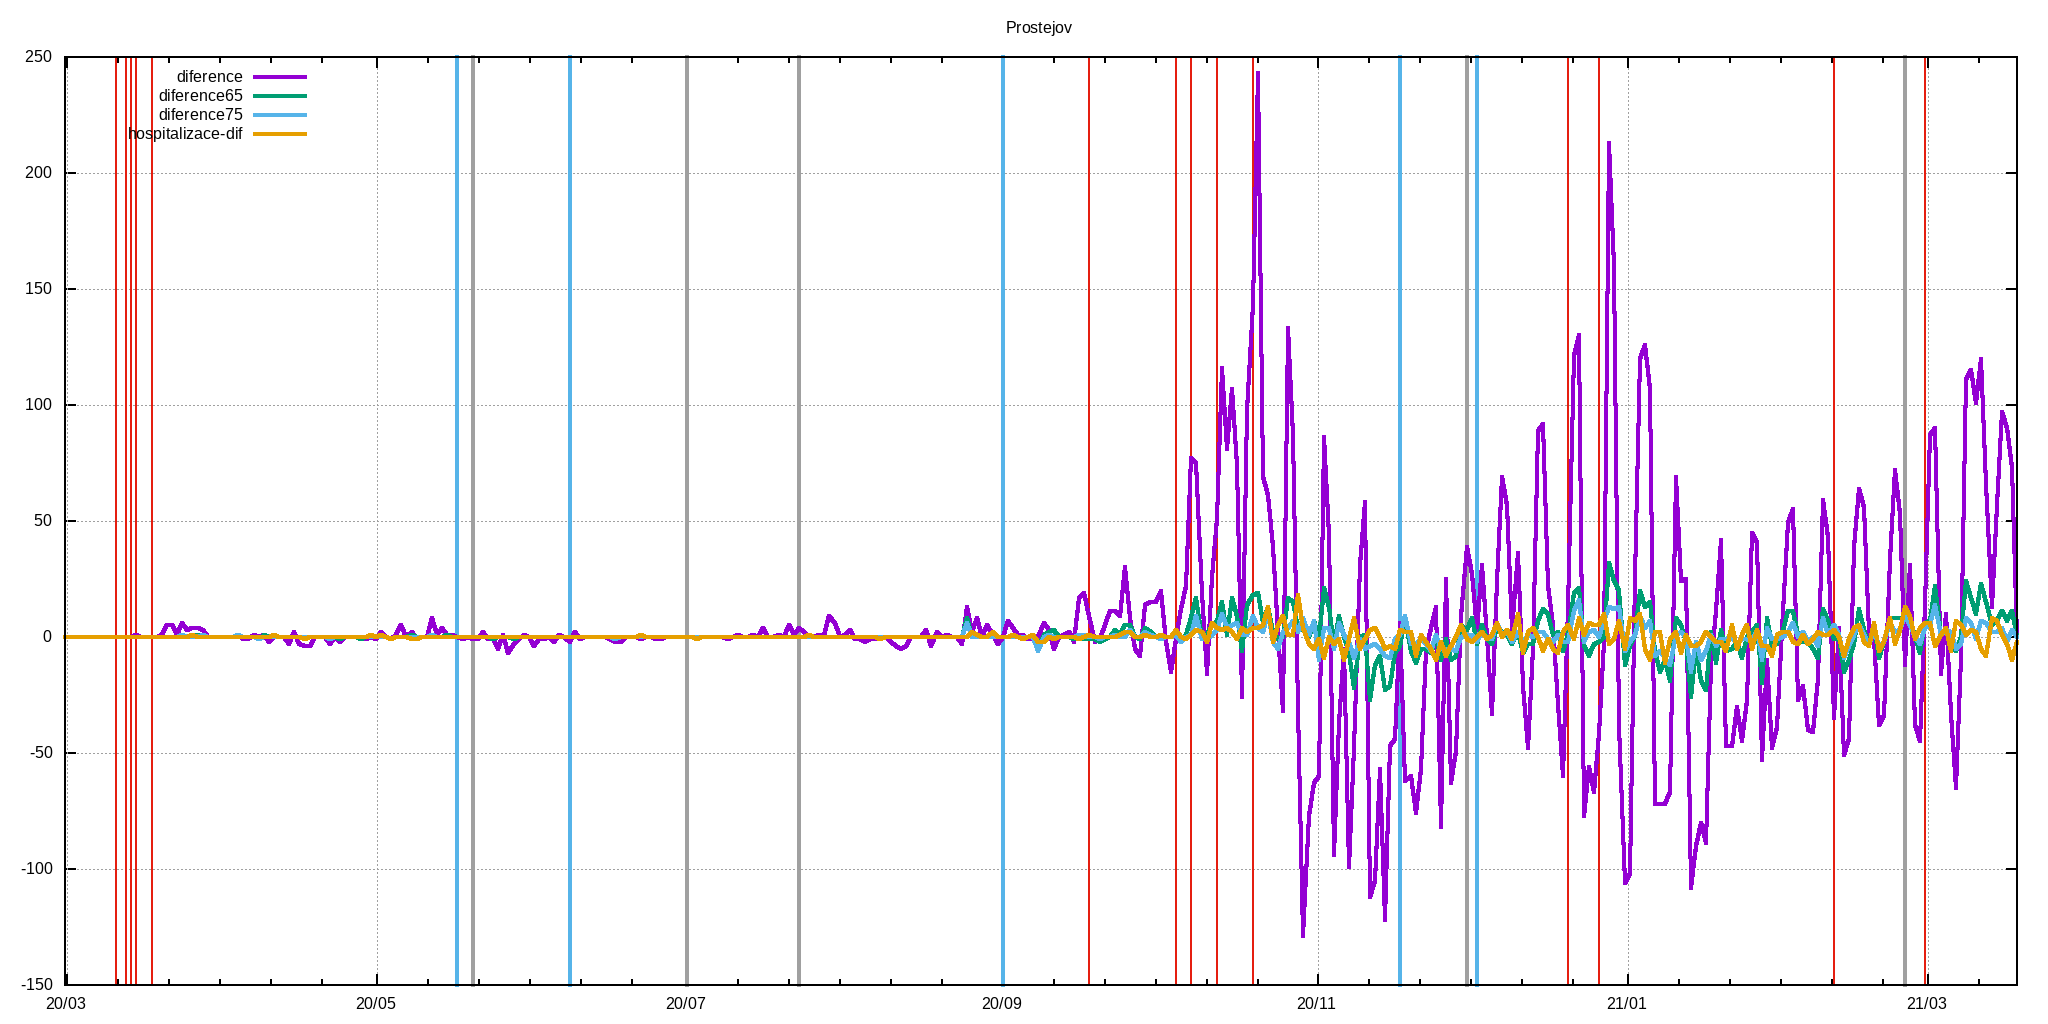 Prostejov
250
diference
diference65
diference75
hospitalizace-dif
200
150
100
50
0
-50
-100
-150
20/03 20/05 20/07 20/09 20/11 21/01 21/03